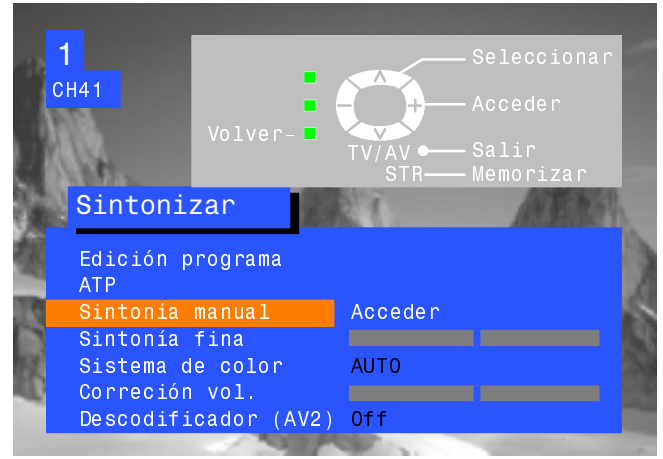 1
CH41
Seleccionar
Acceder
Volver
TV/AV Salir
STR Memorizar
Sintonizar
Edición programa
ATP
Sintonía manual Acceder
Sintonía fina
Sistema de color AUTO
Correción vol.
Descodificador (AV2) Off